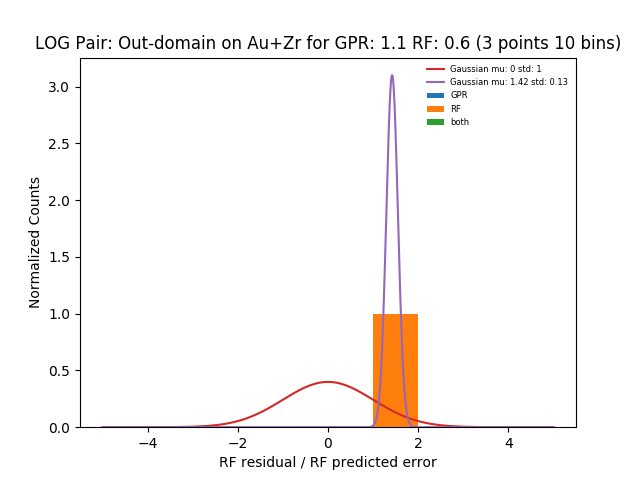 LOG Pair: Out-domain on Au+Zr for GPR: 1.1 RF: 0.6 (3 points 10 bins)
Gaussian mu: 0 std: 1
Gaussian mu: 1.42 std: 0.13
GPR
RF
both
Normalized Counts
3.0
2.5
2.0
1.5
1.0
0.5
0.0
−4
−2
0
2
4
RF residual / RF predicted error